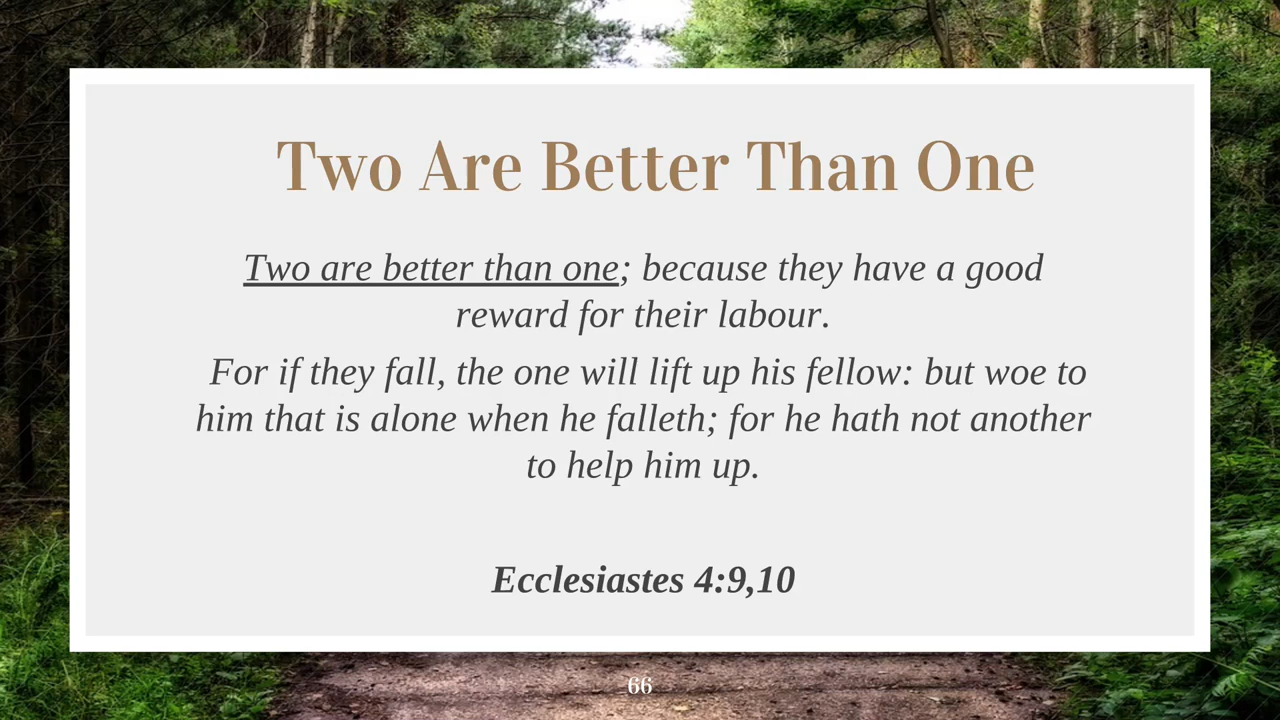 Two Are Better Than One
Two are better than one; because they have a good
reward for their labour.
For if they fall, the one will lift up his fellow: but woe to
him that is alone when he falleth; for he hath not another
to help him up.
Ecclesiastes 4:9,10
66